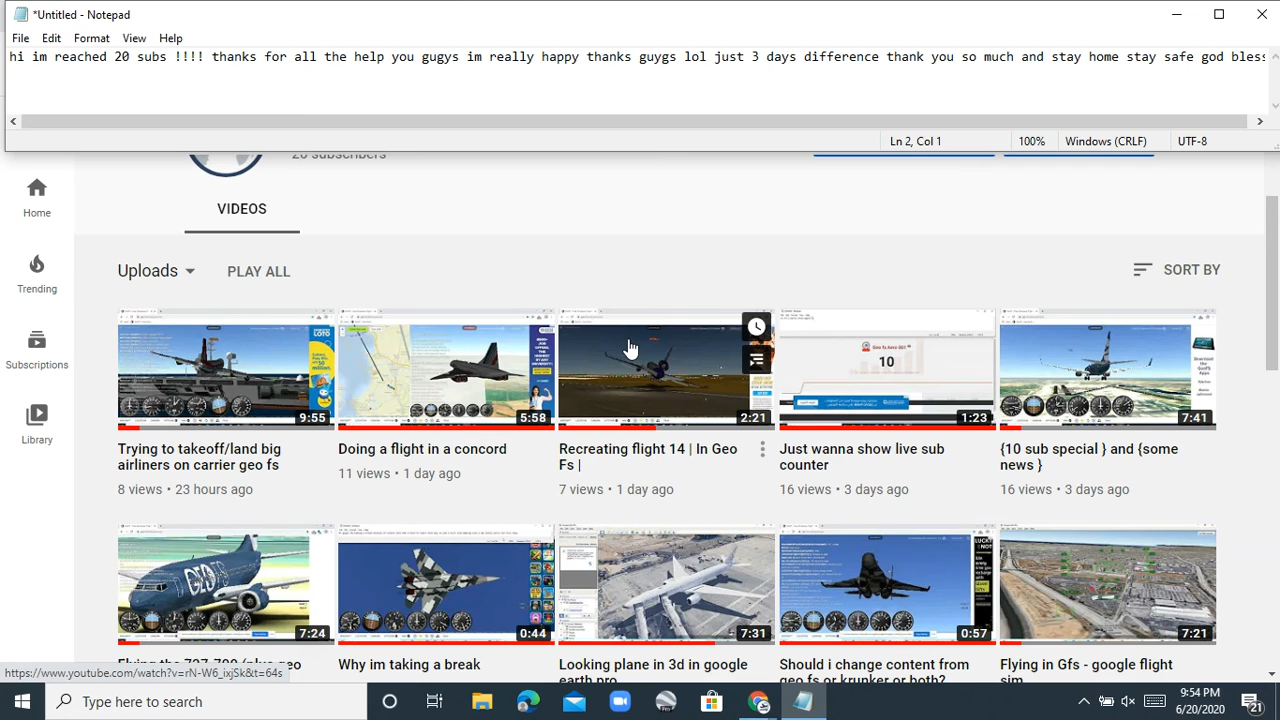 *Untitled - Notepad
File Edit Format View Help
hi im reached 20 subs !!!! thanks for all the help you gugys im really happy thanks guygs lol just 3 days difference thank you so much and stay home stay safe god bless
Ln 2, Col 1 100% Windows (CRLF) UTF-8
20 subscribers
Home
Trending
Subscriptions
Library
VIDEOS
Uploads PLAY ALL SORT BY
9:55 5:58 2:21 10 1:23 7:41
Trying to takeoff/land big
airliners on carrier geo fs
8 views • 23 hours ago
Doing a flight in a concord
11 views • 1 day ago
Recreating flight 14 | In Geo
Fs |
7 views • 1 day ago
Just wanna show live sub
counter
16 views • 3 days ago
{10 sub special } and {some
news }
16 views • 3 days ago
7:24 0:44 7:31 0:57 7:21
Flying the 737-700 (plus geo
Why im taking a break
Looking plane in 3d in google
earth pro
Should i change content from
geo fs or krunker or both?
Flying in Gfs - google flight
sim
https://www.youtube.com/watch?v=rN-W6_ixjSk&t=64s
Type here to search
9:54 PM
6/20/2020
21